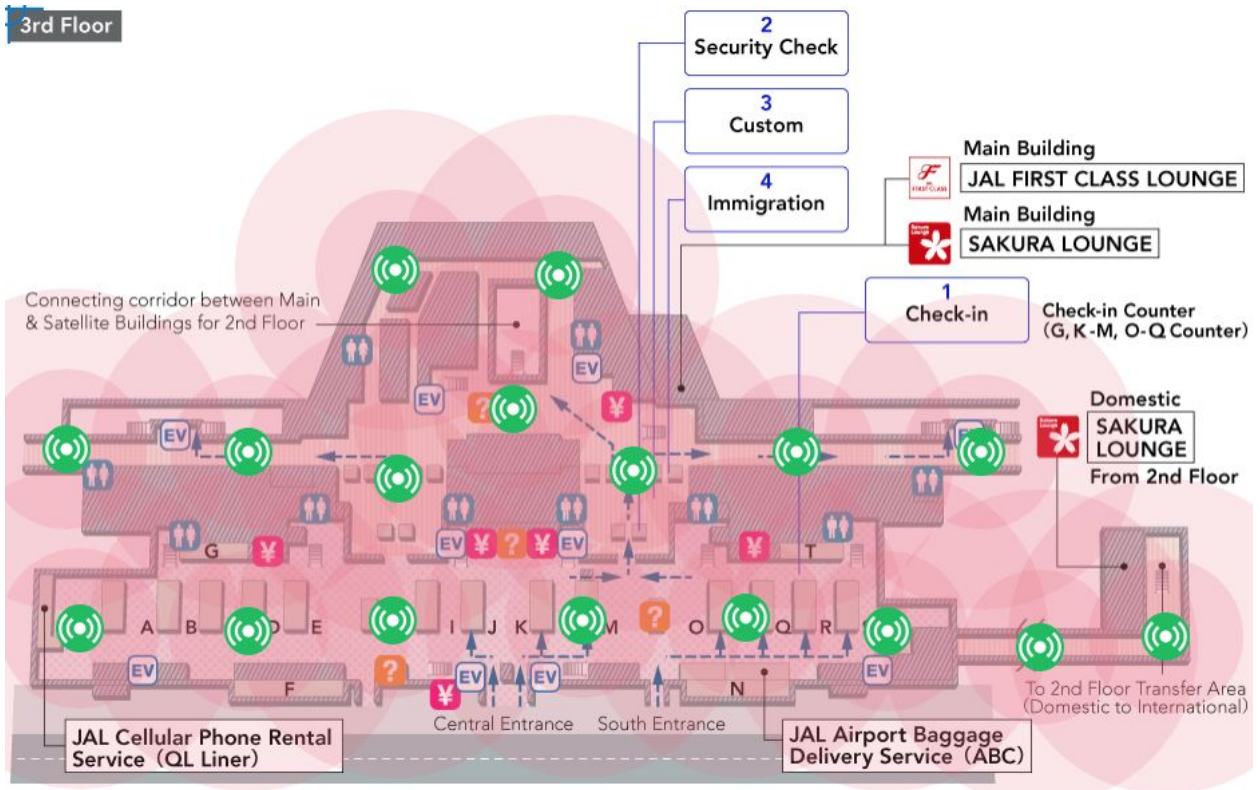 3rd Floor
2
Security Check
3
Custom
4
Immigration
Main Building
JAL FIRST CLASS LOUNGE
Main Building
SAKURA LOUNGE
1
Check-in
Check-in Counter
(G, K-M, O-Q Counter)
Connecting corridor between Main
& Satellite Buildings for 2nd Floor
Domestic
SAKURA
LOUNGE
From 2nd Floor
EV
EV
?
¥
EV
EV
EV
¥
?
¥
EV
G
¥
¥
T
A
B
D
E
I
J
K
M
?
O
Q
R
EV
F
?
¥
EV
EV
N
EV
Central Entrance
South Entrance
To 2nd Floor Transfer Area
(Domestic to International)
JAL Cellular Phone Rental
Service (QL Liner)
JAL Airport Baggage
Delivery Service (ABC)